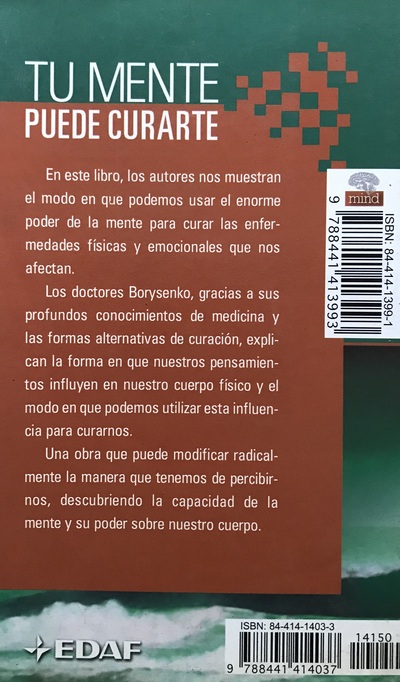 TU MENTE
PUEDE CURARTE
En este libro, los autores nos muestran
el modo en que podemos usar el enorme
poder de la mente para curar las enfer-
medades físicas y emocionales que nos
afectan.
Los doctores Borysenko, gracias a sus
profundos conocimientos de medicina y
las formas alternativas de curación, expli-
can la forma en que nuestros pensamien-
tos influyen en nuestro cuerpo físico y el
modo en que podemos utilizar esta influen-
cia para curarnos.
Una obra que puede modificar radical-
mente la manera que tenemos de percibir-
nos, descubriendo la capacidad de la
mente y su poder sobre nuestro cuerpo.
mind
ISBN: 84-414-1399-1
9 788441 413993
EDAF
ISBN: 84-414-1403-3
14150
9 788441 414037